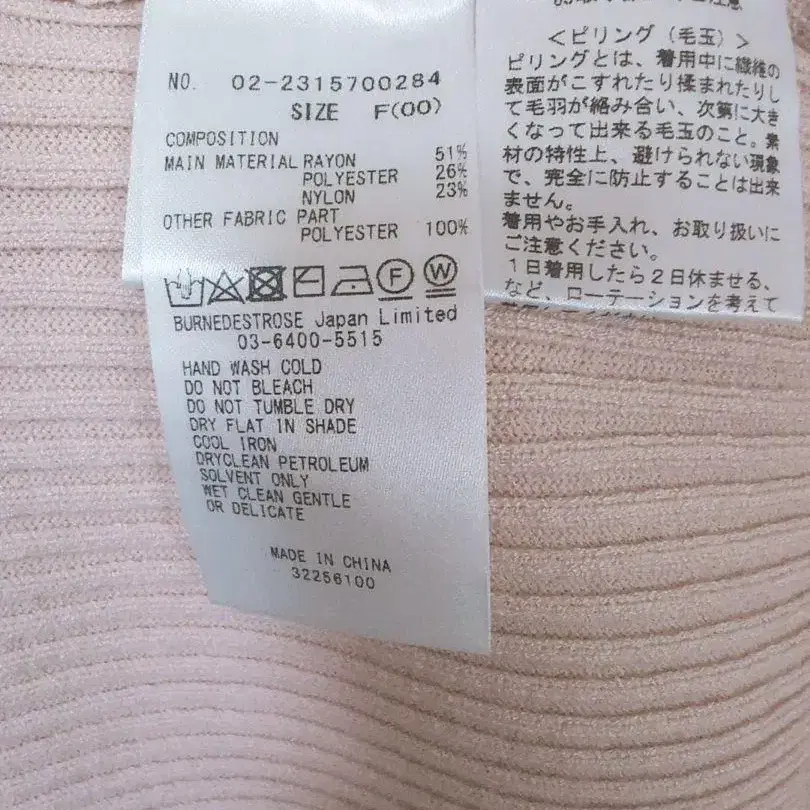 NO. 02-2315700284
SIZE F(00)
COMPOSITION
MAIN MATERIAL RAYON 51%
POLYESTER 26%
NYLON 23%
OTHER FABRIC PART
POLYESTER 100%
F W
BURNEDESTROSE Japan Limited
03-6400-5515
HAND WASH COLD
DO NOT BLEACH
DO NOT TUMBLE DRY
DRY FLAT IN SHADE
COOL IRON
DRYCLEAN PETROLEUM
SOLVENT ONLY
WET CLEAN GENTLE
OR DELICATE
MADE IN CHINA
32256100
<ピリング(毛玉)>
ピリングとは、着用中に繊維の
表面がこすれたり揉まれたりし
て毛羽が絡み合い、次第に大き
くなって出来る毛玉のこと。素
材の特性上、避けられない現象
で、完全に防止することは出来
ません。
着用やお手入れ、お取り扱いに
ご注意ください。
1日着用したら2日休ませる、
など、ローテーションを考えて